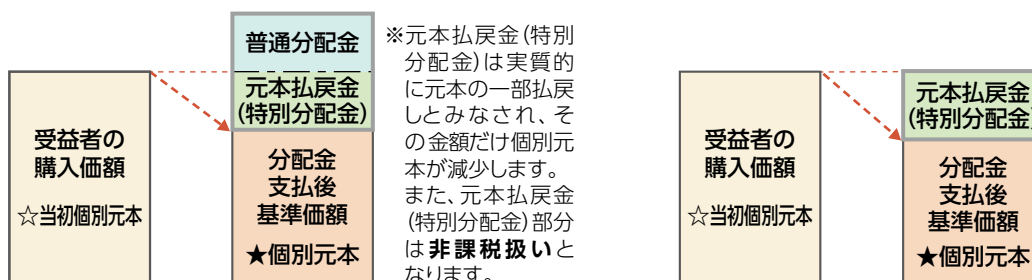 普通分配金
元本払戻金
(特別分配金)
受益者の
購入価額
☆当初個別元本
分配金
支払後
基準価額
★個別元本
※元本払戻金(特別
分配金)は実質的
に元本の一部払戻
しとみなされ、そ
の金額だけ個別元
本が減少します。
また、元本払戻金
(特別分配金)部分
は非課税扱いと
なります。
受益者の
購入価額
☆当初個別元本
元本払戻金
(特別分配金)
分配金
支払後
基準価額
★個別元本